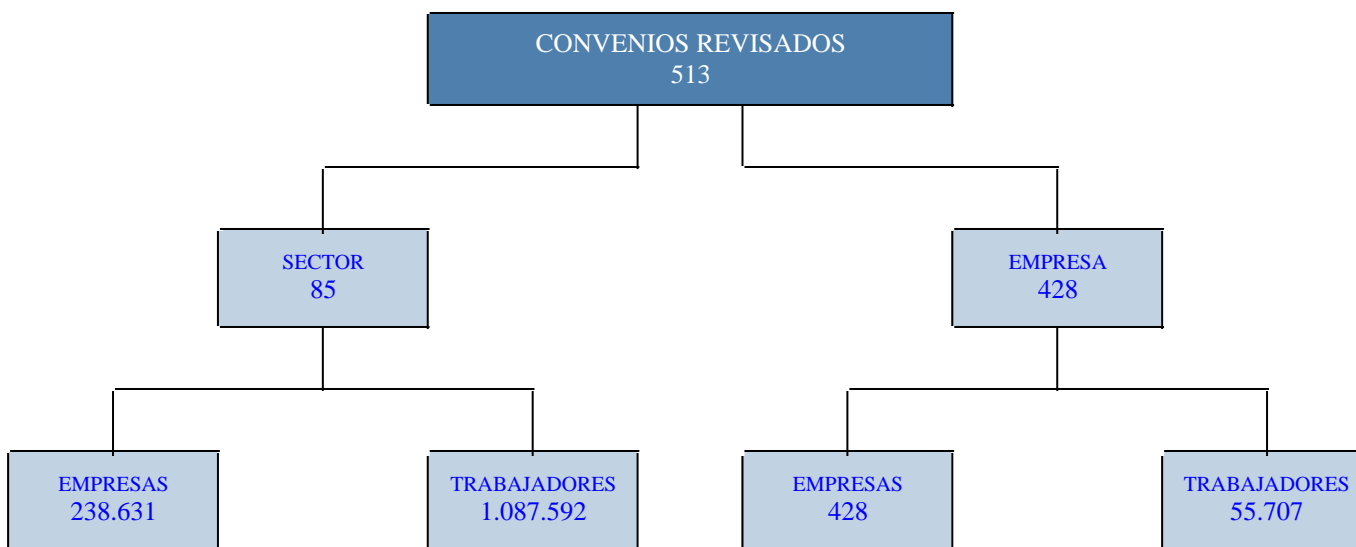 CONVENIOS REVISADOS
513
SECTOR
85
EMPRESA
428
EMPRESAS
238.631
TRABAJADORES
1.087.592
EMPRESAS
428
TRABAJADORES
55.707